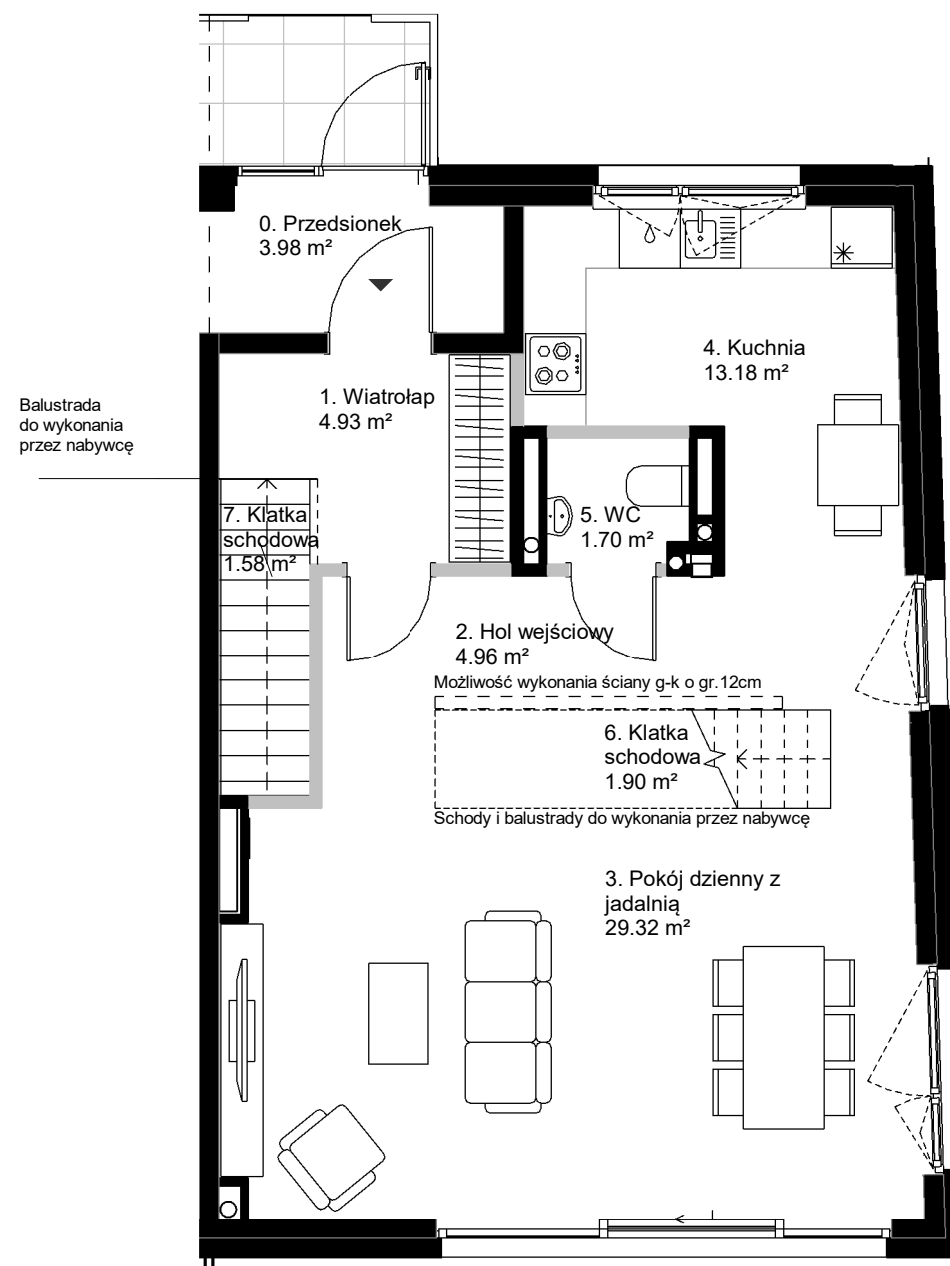 0. Przedsionek
3.98 m²
4. Kuchnia
13.18 m²
1. Wiatrołap
4.93 m²
Balustrada
do wykonania
przez nabywcę
7. Klatka
schodowa
1.58 m²
5. WC
1.70 m²
2. Hol wejściowy
4.96 m²
Możliwość wykonania ściany g-k o gr.12cm
6. Klatka
schodowa
1.90 m²
Schody i balustrady do wykonania przez nabywcę
3. Pokój dzienny z
jadalnią
29.32 m²